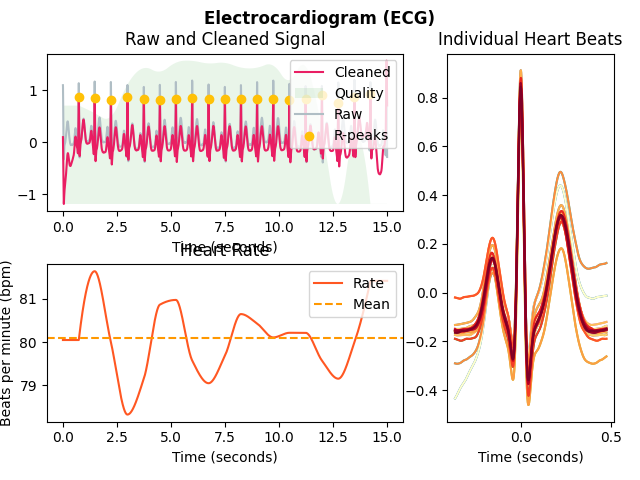 Electrocardiogram (ECG)
Raw and Cleaned Signal
Individual Heart Beats
Cleaned
Quality
Raw
R-peaks
1
0
−1
0.0 2.5 5.0 7.5 10.0 12.5 15.0
Time (seconds)
Heart Rate
Rate
Mean
81
80
79
Beats per minute (bpm)
0.0 2.5 5.0 7.5 10.0 12.5 15.0
Time (seconds)
0.8
0.6
0.4
0.2
0.0
−0.2
−0.4
0.0 0.5
Time (seconds)